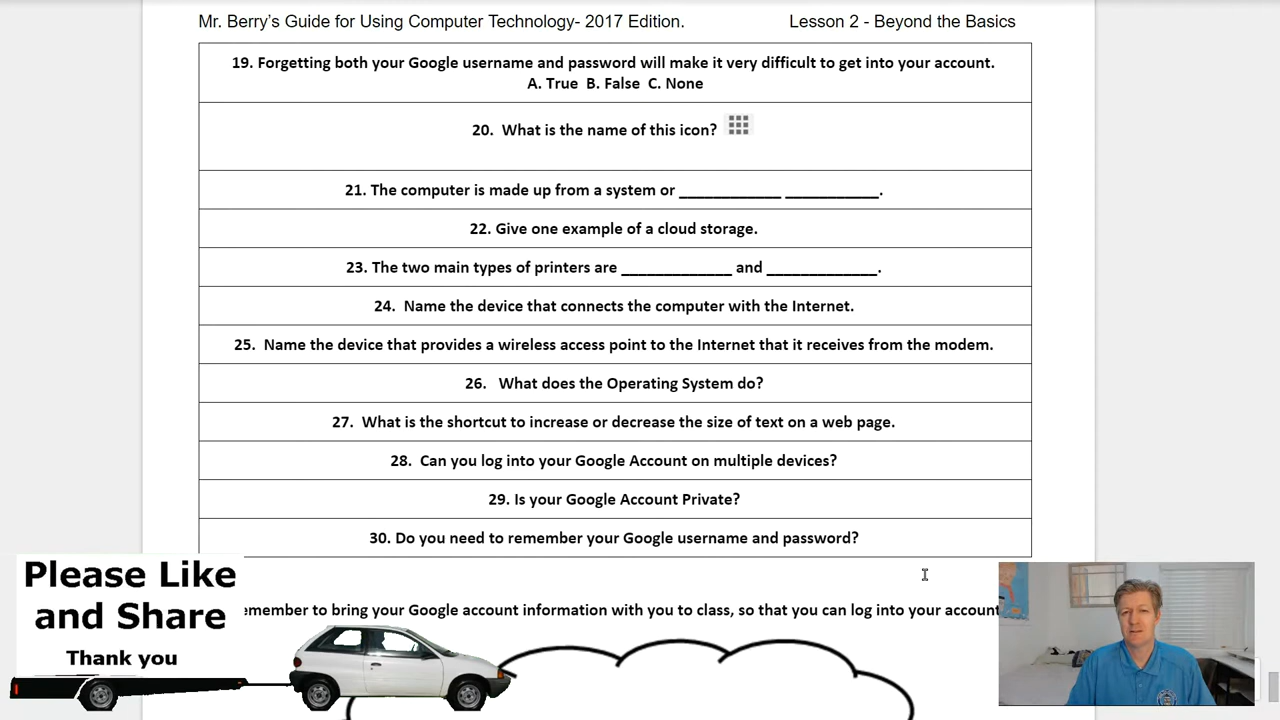 Mr. Berry’s Guide for Using Computer Technology- 2017 Edition. Lesson 2 - Beyond the Basics
19. Forgetting both your Google username and password will make it very difficult to get into your account.
A. True B. False C. None
20. What is the name of this icon?
21. The computer is made up from a system or ____________ ___________.
22. Give one example of a cloud storage.
23. The two main types of printers are _____________ and _____________.
24. Name the device that connects the computer with the Internet.
25. Name the device that provides a wireless access point to the Internet that it receives from the modem.
26. What does the Operating System do?
27. What is the shortcut to increase or decrease the size of text on a web page.
28. Can you log into your Google Account on multiple devices?
29. Is your Google Account Private?
30. Do you need to remember your Google username and password?
emember to bring your Google account information with you to class, so that you can log into your account
Please Like
and Share
Thank you